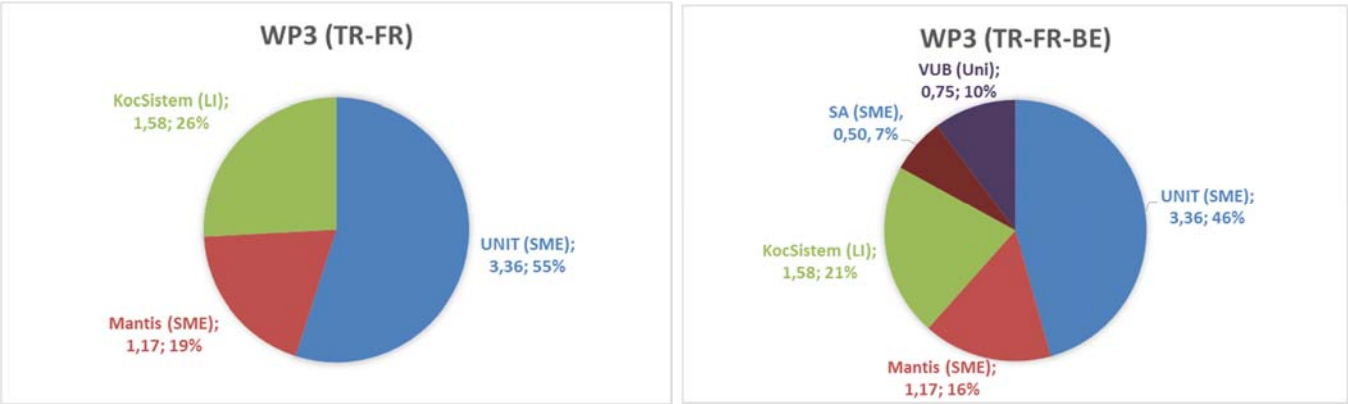 WP3 (TR-FR)
KocSistem (LI);
1,58; 26%
UNIT (SME);
3,36; 55%
Mantis (SME);
1,17; 19%
WP3 (TR-FR-BE)
VUB (Uni);
0,75; 10%
SA (SME),
0,50, 7%
UNIT (SME);
3,36; 46%
KocSistem (LI);
1,58; 21%
Mantis (SME);
1,17; 16%